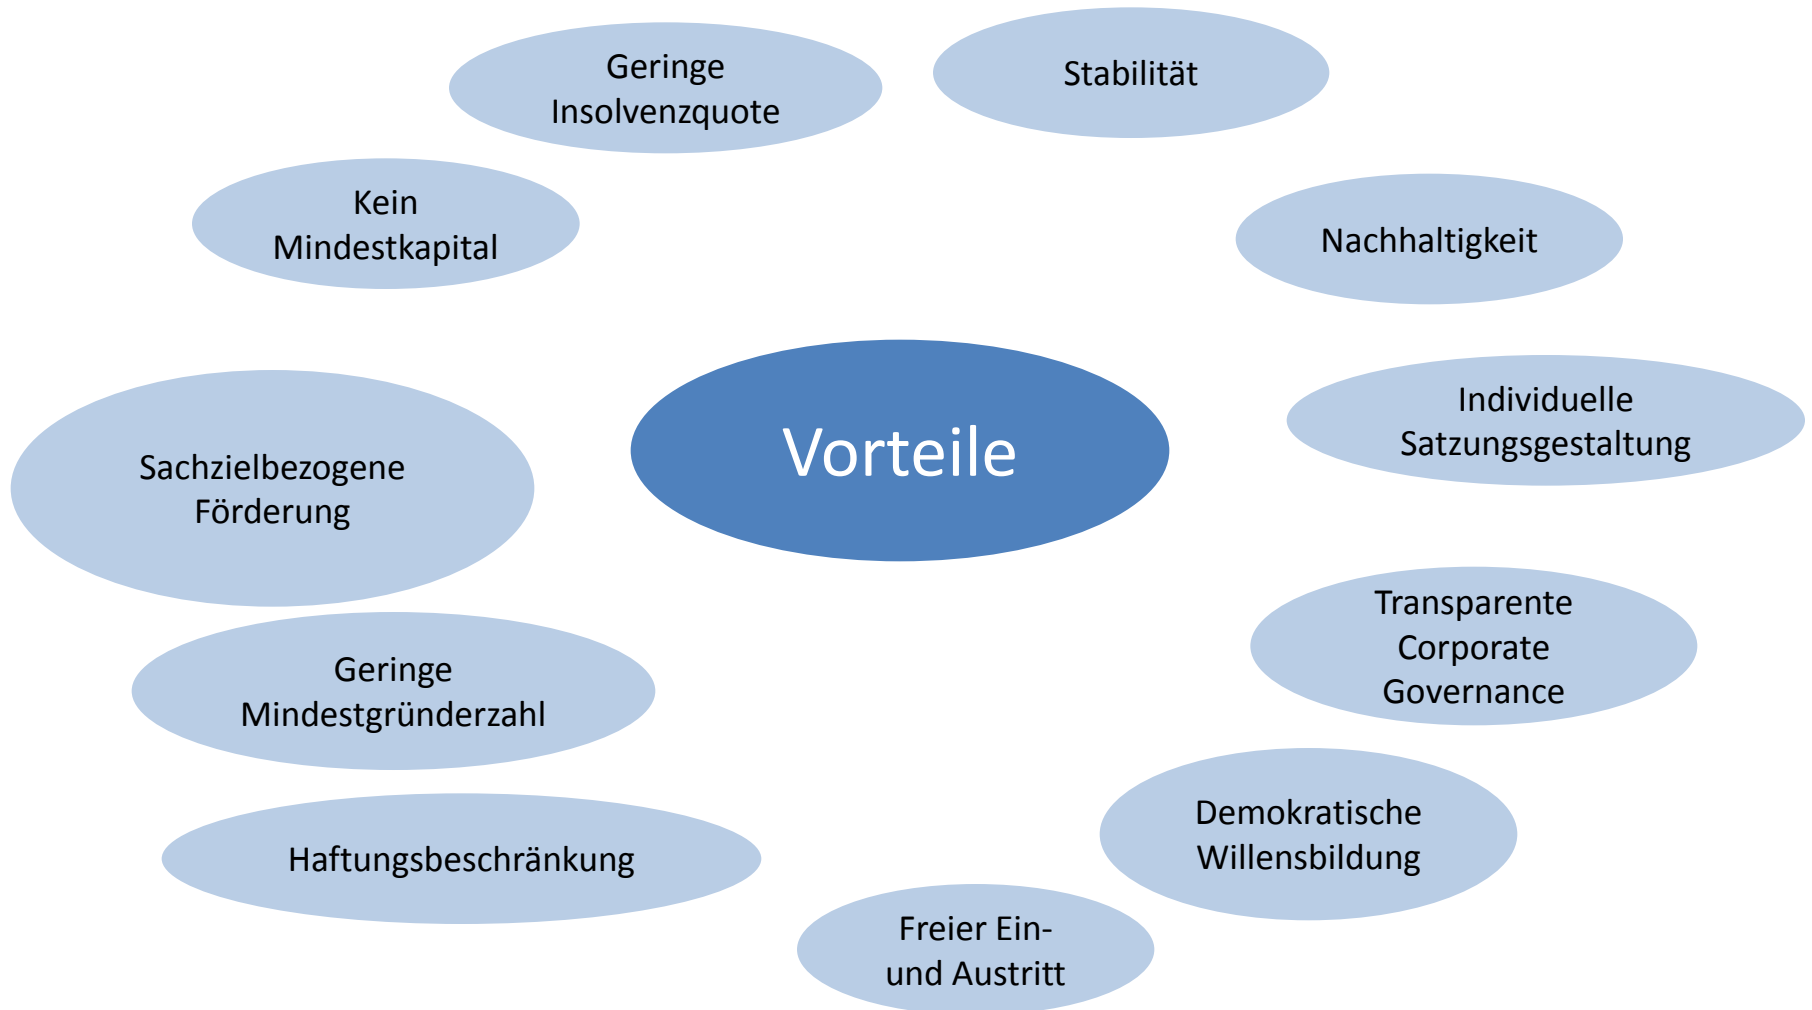 Geringe
Insolvenzquote
Stabilität
Kein
Mindestkapital
Nachhaltigkeit
Individuelle
Satzungsgestaltung
Vorteile
Sachzielbezogene
Förderung
Transparente
Corporate
Governance
Geringe
Mindestgründerzahl
Demokratische
Willensbildung
Haftungsbeschränkung
Freier Ein-
und Austritt